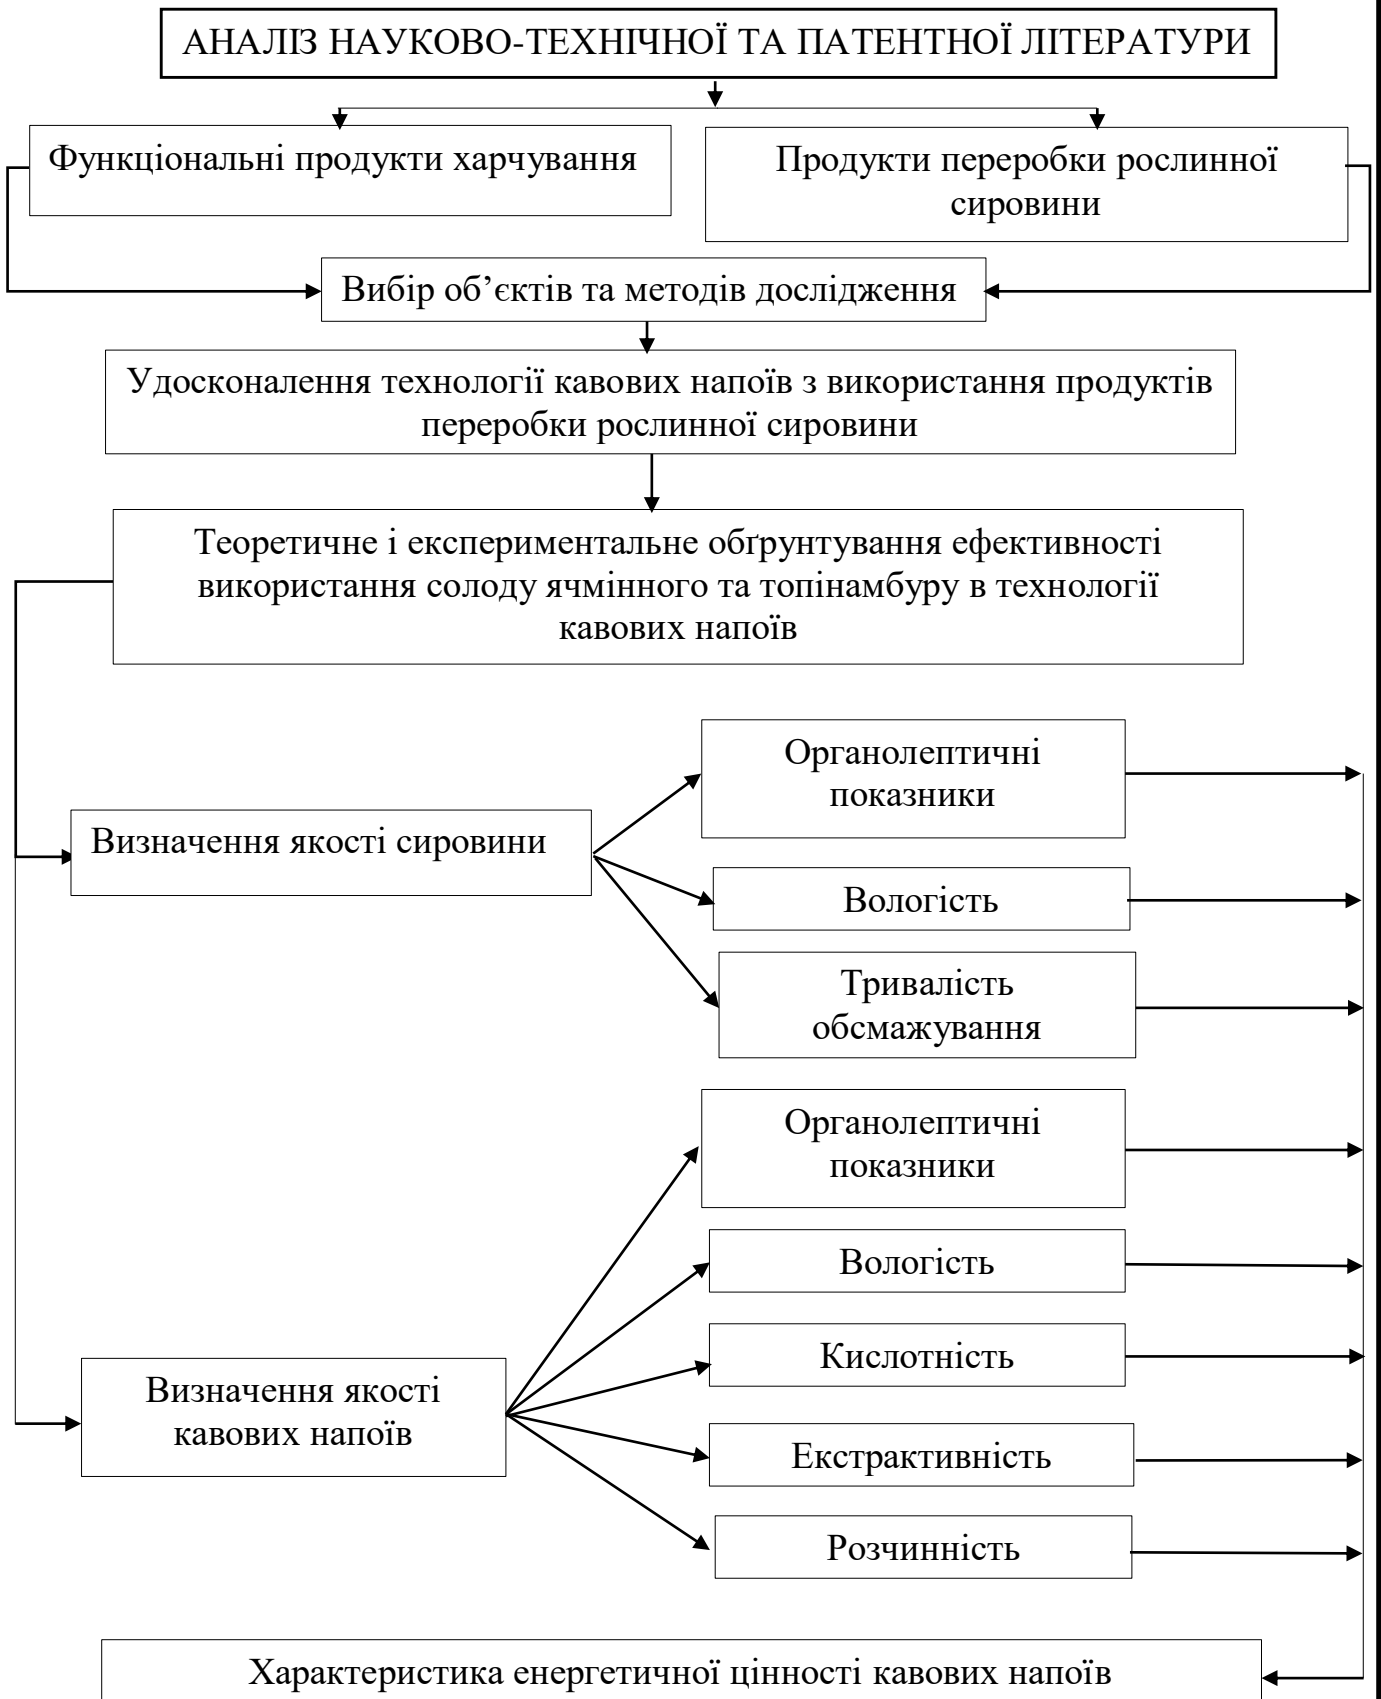 АНАЛІЗ НАУКОВО-ТЕХНІЧНОЇ ТА ПАТЕНТНОЇ ЛІТЕРАТУРИ
Функціональні продукти харчування
Продукти переробки рослинної
сировини
Вибір об’єктів та методів дослідження
Удосконалення технології кавових напоїв з використання продуктів
переробки рослинної сировини
Теоретичне і експериментальне обґрунтування ефективності
використання солоду ячмінного та топінамбуру в технології
кавових напоїв
Визначення якості сировини
Органолептичні
показники
Вологість
Тривалість
обсмажування
Визначення якості
кавових напоїв
Органолептичні
показники
Вологість
Кислотність
Екстрактивність
Розчинність
Характеристика енергетичної цінності кавових напоїв